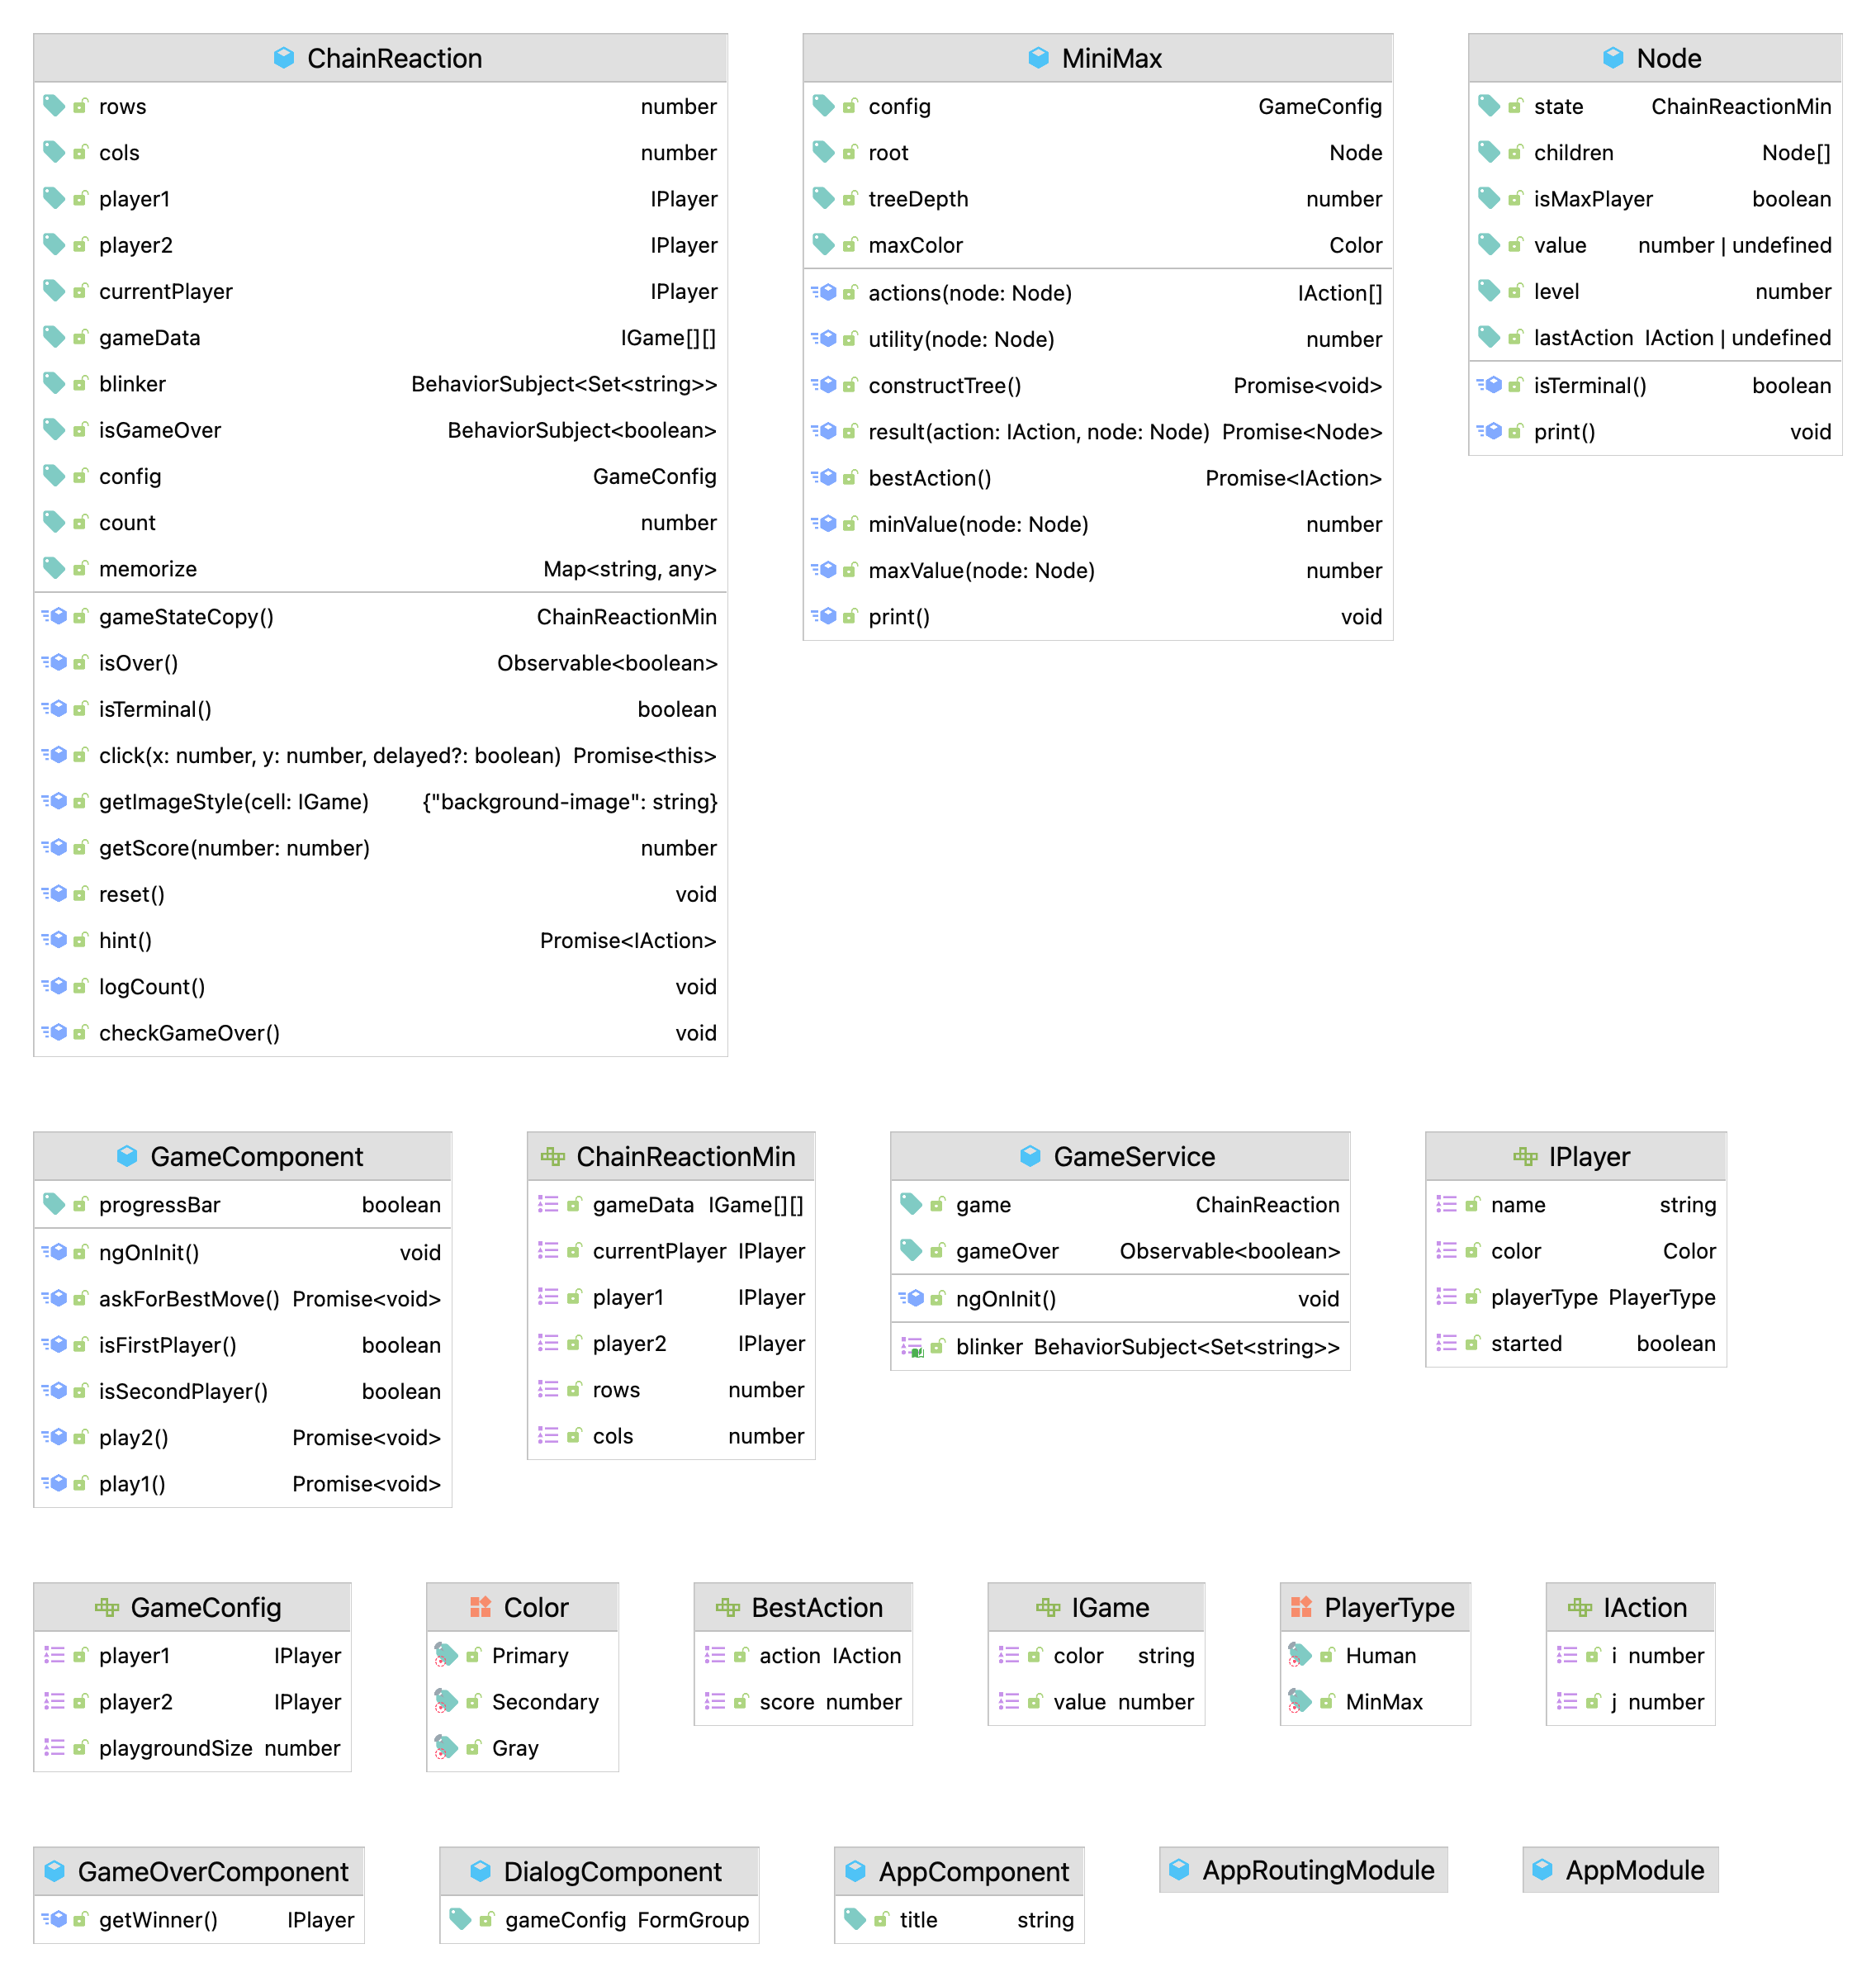 ChainReaction
rows number
cols number
player1 IPlayer
player2 IPlayer
currentPlayer IPlayer
gameData IGame[][]
blinker BehaviorSubject<Set<string>>
isGameOver BehaviorSubject<boolean>
config GameConfig
count number
memorize Map<string, any>
gameStateCopy() ChainReactionMin
isOver() Observable<boolean>
isTerminal() boolean
click(x: number, y: number, delayed?: boolean) Promise<this>
getImageStyle(cell: IGame) {"background-image": string}
getScore(number: number) number
reset() void
hint() Promise<IAction>
logCount() void
checkGameOver() void
MiniMax
config GameConfig
root Node
treeDepth number
maxColor Color
actions(node: Node) IAction[]
utility(node: Node) number
constructTree() Promise<void>
result(action: IAction, node: Node) Promise<Node>
bestAction() Promise<IAction>
minValue(node: Node) number
maxValue(node: Node) number
print() void
Node
state ChainReactionMin
children Node[]
isMaxPlayer boolean
value number | undefined
level number
lastAction IAction | undefined
isTerminal() boolean
print() void
GameComponent
progressBar boolean
ngOnInit() void
askForBestMove() Promise<void>
isFirstPlayer() boolean
isSecondPlayer() boolean
play2() Promise<void>
play1() Promise<void>
ChainReactionMin
gameData IGame[][]
currentPlayer IPlayer
player1 IPlayer
player2 IPlayer
rows number
cols number
GameService
game ChainReaction
gameOver Observable<boolean>
ngOnInit() void
blinker BehaviorSubject<Set<string>>
IPlayer
name string
color Color
playerType PlayerType
started boolean
GameConfig
player1 IPlayer
player2 IPlayer
playgroundSize number
Color
Primary
Secondary
Gray
BestAction
action IAction
score number
IGame
color string
value number
PlayerType
Human
MinMax
IAction
i number
j number
GameOverComponent
getWinner() IPlayer
DialogComponent
gameConfig FormGroup
AppComponent
title string
AppRoutingModule
AppModule